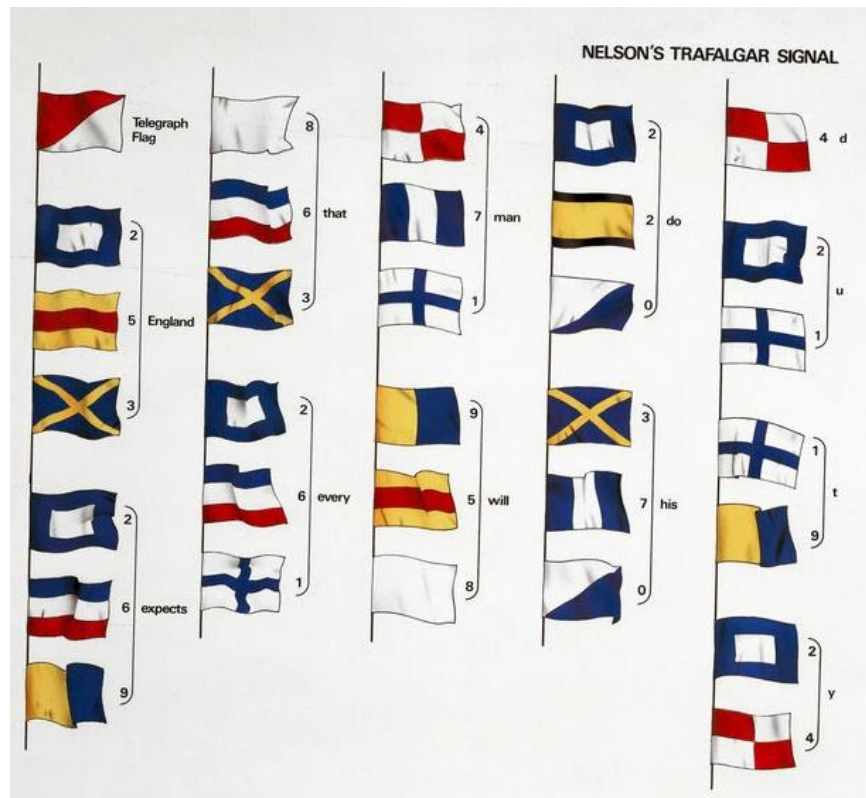 NELSON'S TRAFALGAR SIGNAL
Telegraph
Flag
2
5 England
3
2
6 expects
9
8
6 that
3
2
6 every
1
4
7 man
1
9
5 will
8
2
2 do
0
3
7 his
0
4 d
2
u
1
1
t
9
2
y
4